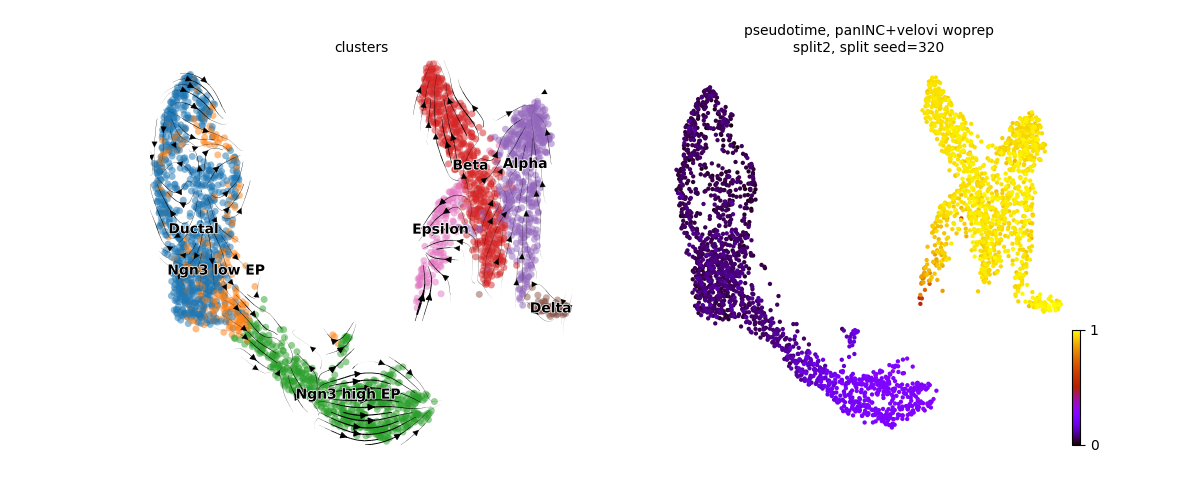 clusters
Beta
Alpha
Ductal
Epsilon
Ngn3 low EP
Delta
Ngn3 high EP
pseudotime, panINC+velovi woprep
split2, split seed=320
1
0